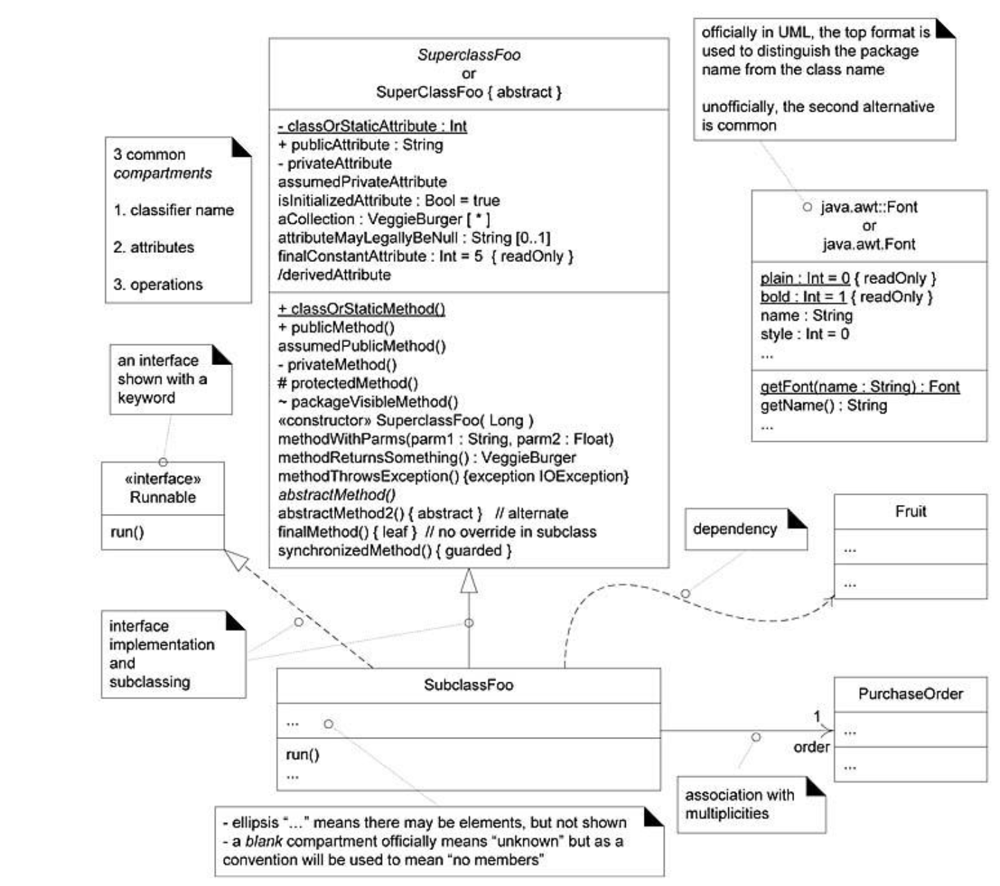 SuperclassFoo
or
SuperClassFoo { abstract }
- classOrStaticAttribute : Int
+ publicAttribute : String
- privateAttribute
assumedPrivateAttribute
isInitializedAttribute : Bool = true
aCollection : VeggieBurger [ * ]
attributeMayLegallyBeNull : String [0..1]
finalConstantAttribute : Int = 5 { readOnly }
/derivedAttribute
+ classOrStaticMethod()
+ publicMethod()
assumedPublicMethod()
- privateMethod()
# protectedMethod()
~ packageVisibleMethod()
«constructor» SuperclassFoo( Long )
methodWithParms(parm1 : String, parm2 : Float)
methodReturnsSomething() : VeggieBurger
methodThrowsException() {exception IOException}
abstractMethod()
abstractMethod2() { abstract } // alternate
finalMethod() { leaf } // no override in subclass
synchronizedMethod() { guarded }
officially in UML, the top format is
used to distinguish the package
name from the class name
unofficially, the second alternative
is common
3 common
compartments
1. classifier name
2. attributes
3. operations
java.awt::Font
or
java.awt.Font
plain : Int = 0 { readOnly }
bold : Int = 1 { readOnly }
name : String
style : Int = 0
...
getFont(name : String) : Font
getName() : String
...
an interface
shown with a
keyword
«interface»
Runnable
run()
dependency
Fruit
...
...
interface
implementation
and
subclassing
SubclassFoo
...
run()
...
1
order
PurchaseOrder
...
...
association with
multiplicities
- ellipsis “...” means there may be elements, but not shown
- a blank compartment officially means “unknown” but as a
convention will be used to mean “no members”